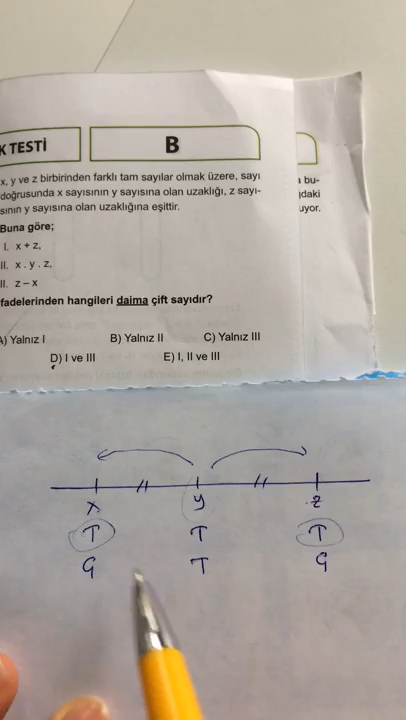 K TESTİ
B
x, y ve z birbirinden farklı tam sayılar olmak üzere, sayı
doğrusunda x sayısının y sayısına olan uzaklığı, z sayı-
sının y sayısına olan uzaklığına eşittir.
Buna göre;
I. x + z,
II. x . y . z,
II. z – x
fadelerinden hangileri daima çift sayıdır?
A) Yalnız I B) Yalnız II C) Yalnız III
D) I ve III E) I, II ve III
a bu-
ıdaki
uyor.
x y z
T T T
Ç T Ç